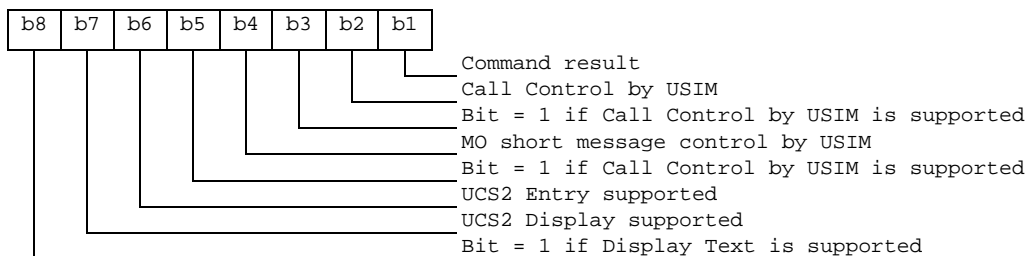 b8 b7 b6 b5 b4 b3 b2 b1
Command result
Call Control by USIM
Bit = 1 if Call Control by USIM is supported
MO short message control by USIM
Bit = 1 if Call Control by USIM is supported
UCS2 Entry supported
UCS2 Display supported
Bit = 1 if Display Text is supported